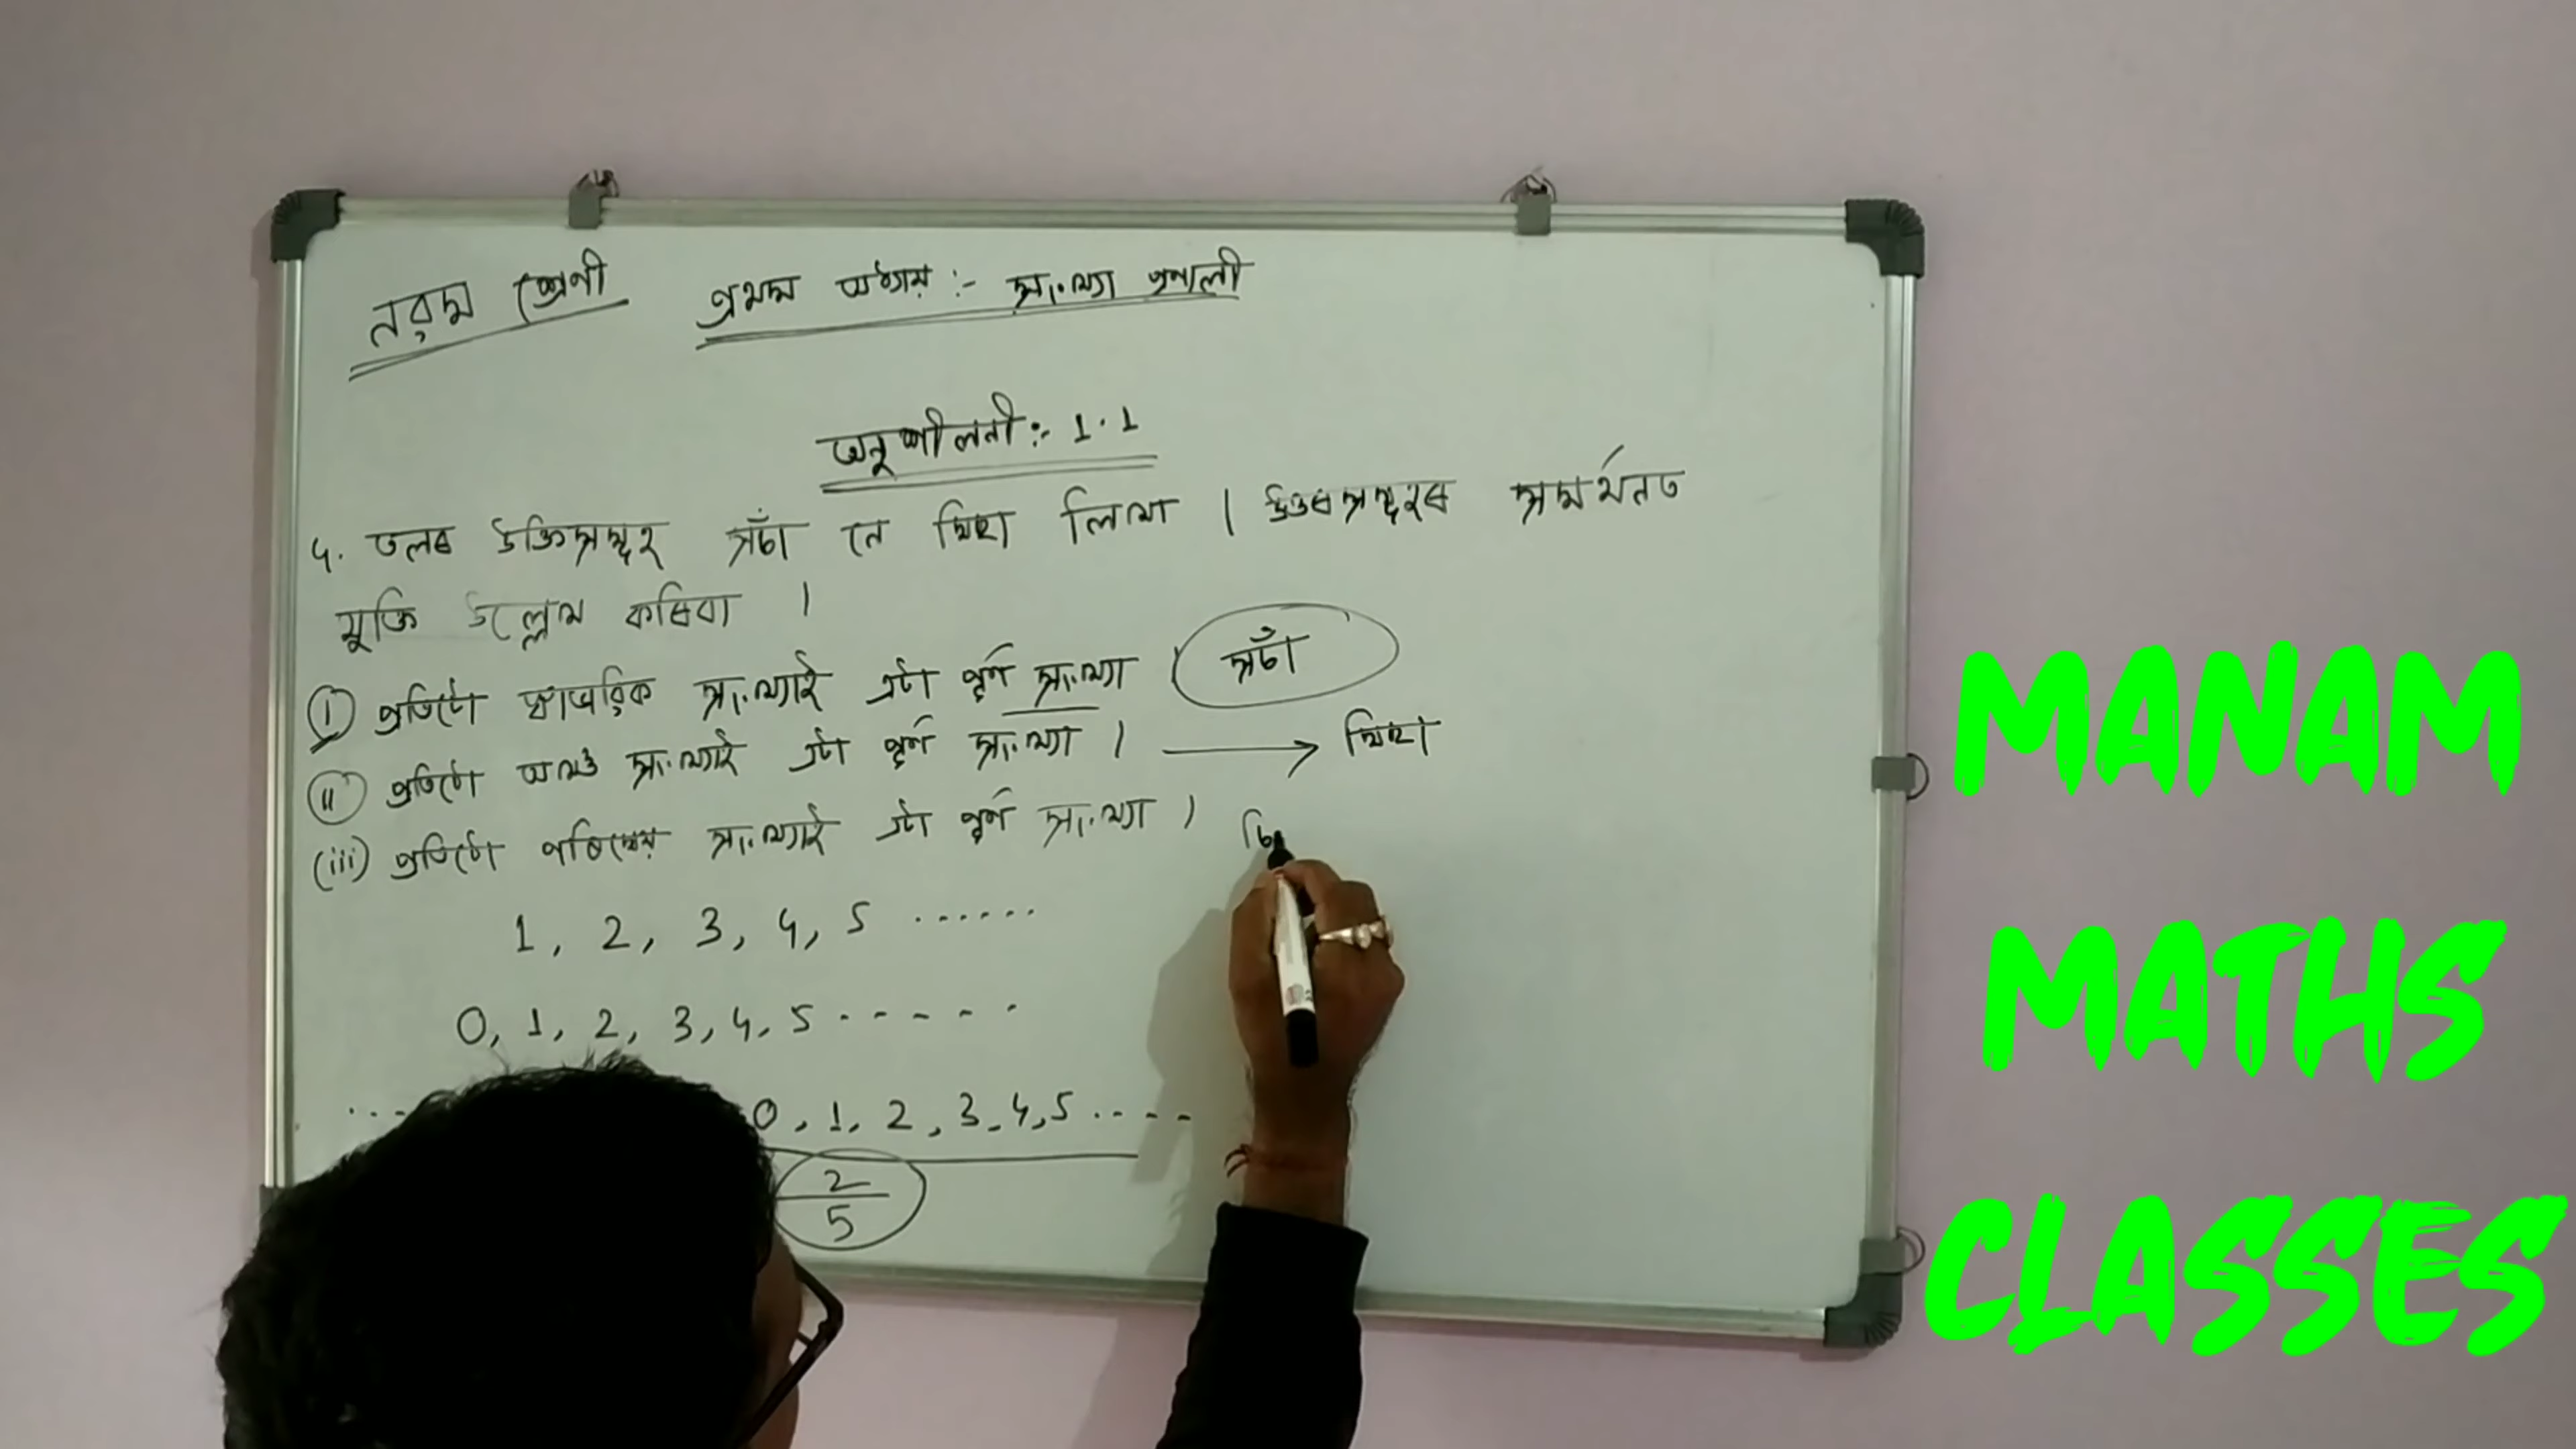 নৱম শ্ৰেণী প্ৰথম অধ্যায় :- সংখ্যা প্ৰণালী
অনুশীলনী :- 1.1
4. তলৰ উক্তিসমূহ সঁচা নে মিছা লিখা । উত্তৰসমূহৰ সমৰ্থনত
যুক্তি উল্লেখ কৰিবা ।
(i) প্ৰতিটো স্বাভাৱিক সংখ্যাই এটা পূৰ্ণ সংখ্যা । সঁচা
(ii) প্ৰতিটো অখণ্ড সংখ্যাই এটা পূৰ্ণ সংখ্যা । → মিছা
(iii) প্ৰতিটো পৰিমেয় সংখ্যাই এটা পূৰ্ণ সংখ্যা ।
1, 2, 3, 4, 5 ......
0, 1, 2, 3, 4, 5 - - - - -
... 0, 1, 2, 3, 4, 5 ....
2/5
MANAM
MATHS
CLASSES